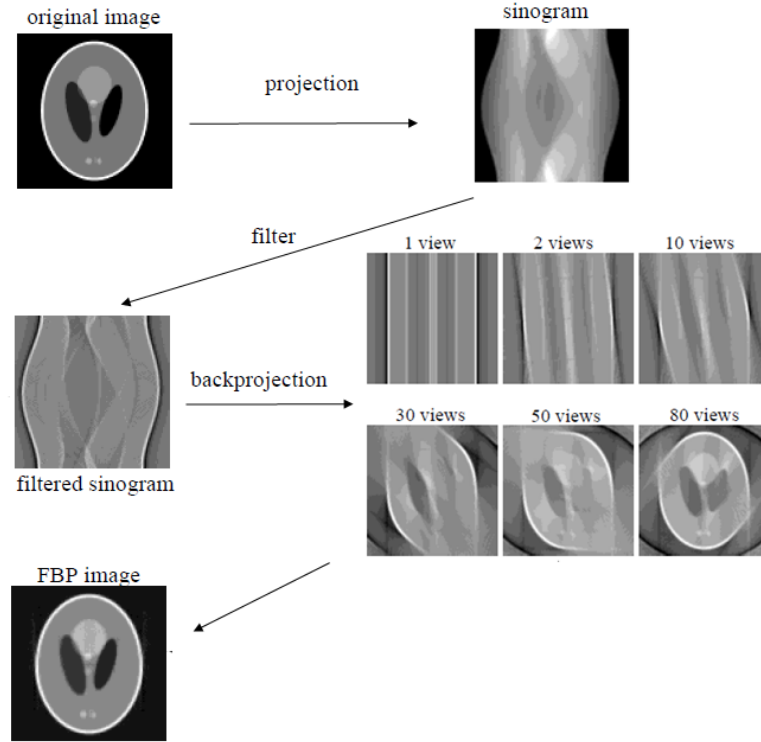 original image
sinogram
projection
filter
1 view
2 views
10 views
backprojection
30 views
50 views
80 views
filtered sinogram
FBP image